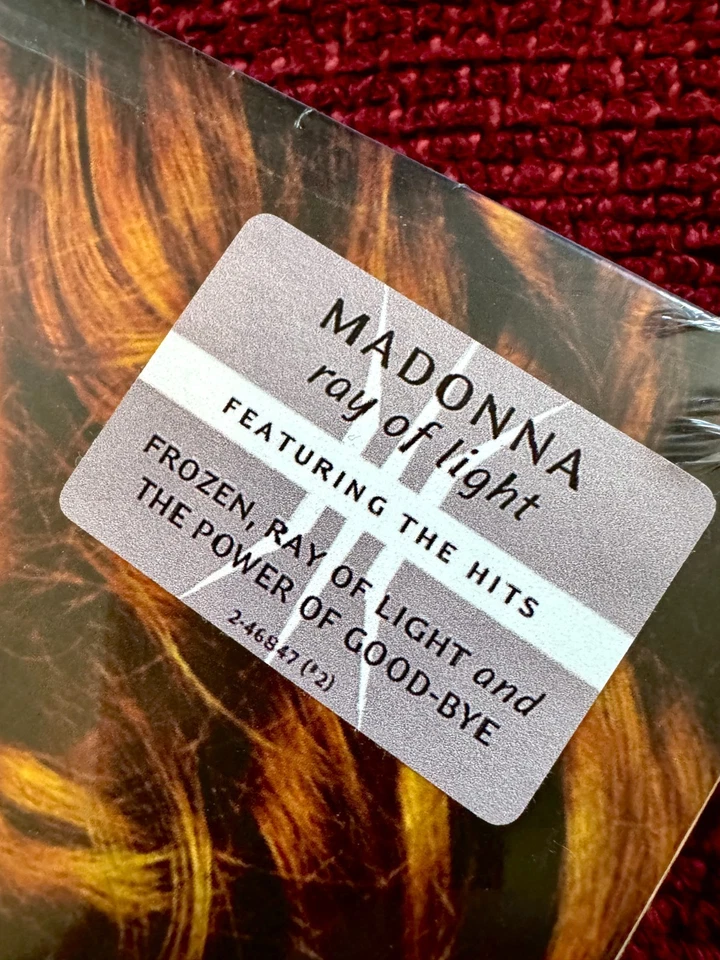 MADONNA
ray of light
FEATURING THE HITS
FROZEN, RAY OF LIGHT and
THE POWER OF GOOD-BYE
2-46847 (#2)